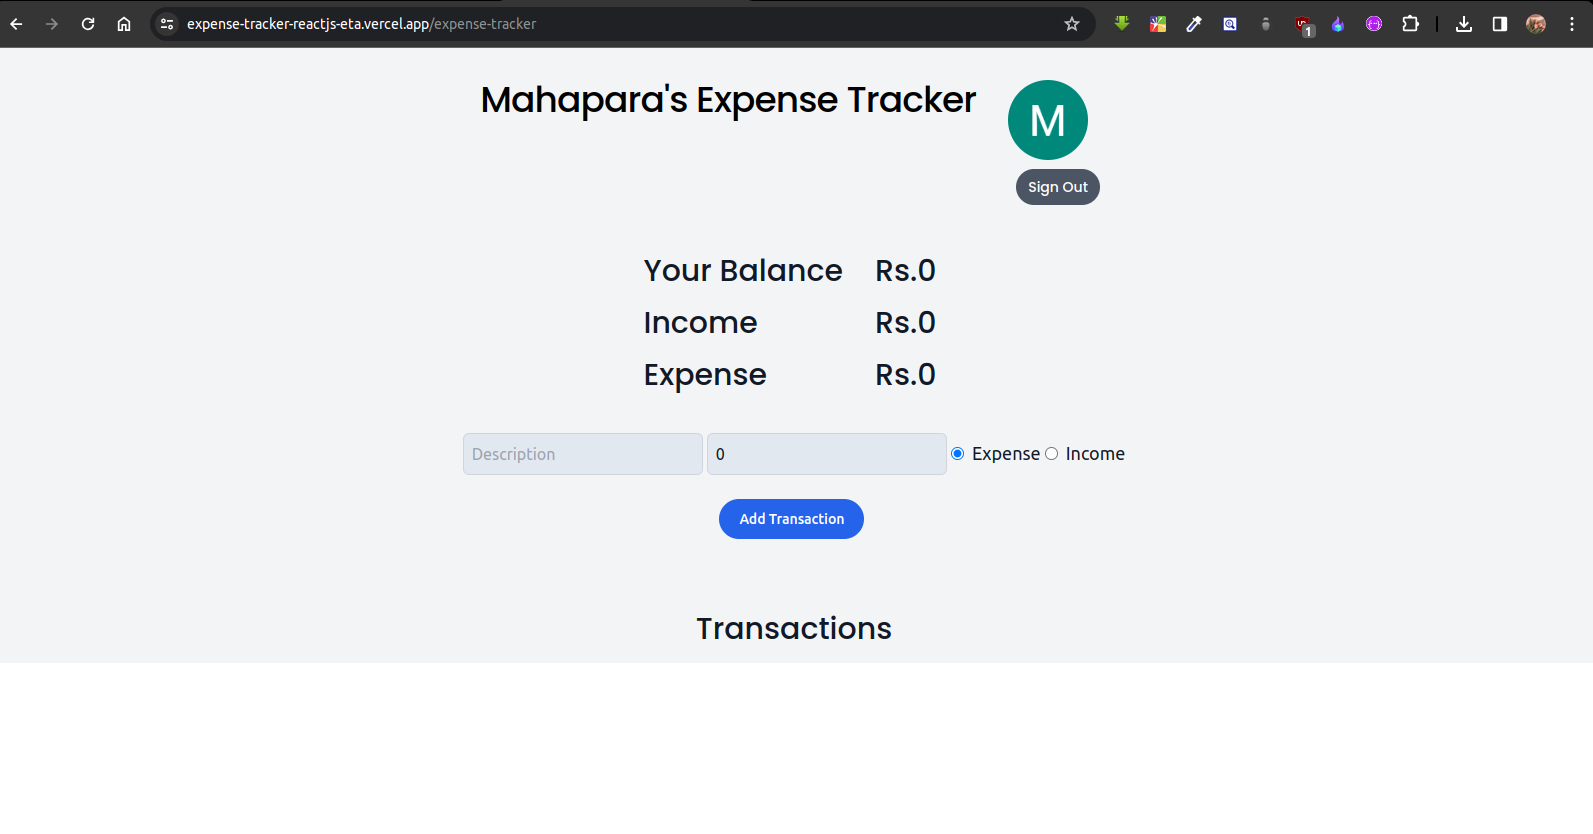 expense-tracker-reactjs-eta.vercel.app/expense-tracker
1
Mahapara's Expense Tracker
M
Sign Out
Your Balance Rs.0
Income Rs.0
Expense Rs.0
Description 0 Expense Income
Add Transaction
Transactions